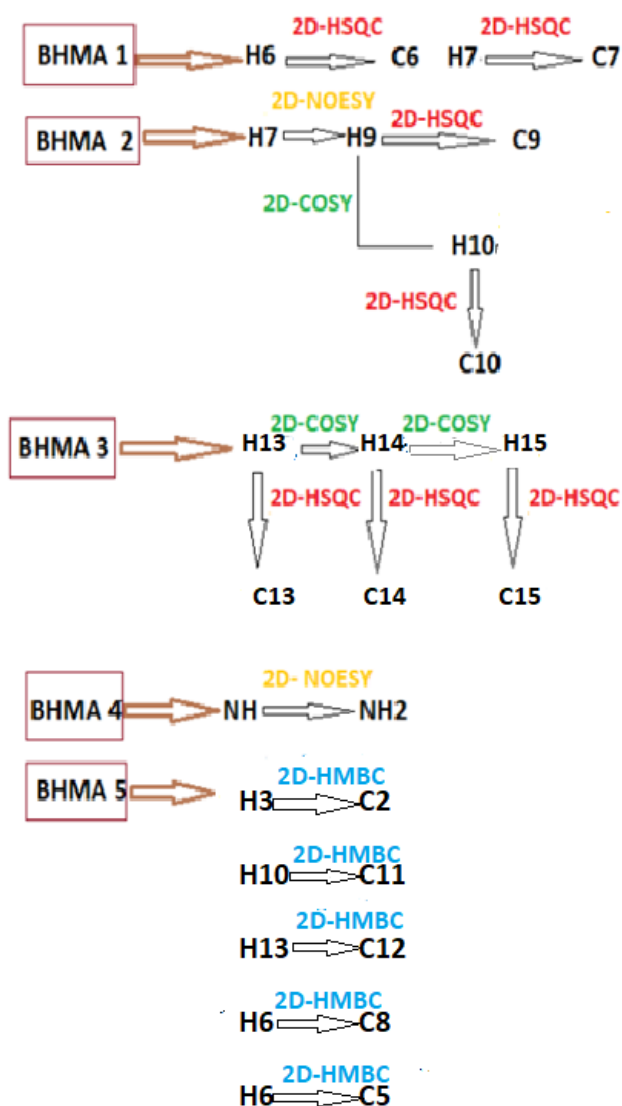 2D-HSQC 2D-HSQC
BHMA 1 H6 C6 H7 C7
2D-NOESY
BHMA 2 H7 H9 2D-HSQC C9
2D-COSY
H10
2D-HSQC
C10
2D-COSY 2D-COSY
BHMA 3 H13 H14 H15
2D-HSQC 2D-HSQC 2D-HSQC
C13 C14 C15
2D- NOESY
BHMA 4 NH NH2
2D-HMBC
BHMA 5 H3 C2
2D-HMBC
H10 C11
2D-HMBC
H13 C12
2D-HMBC
H6 C8
2D-HMBC
H6 C5